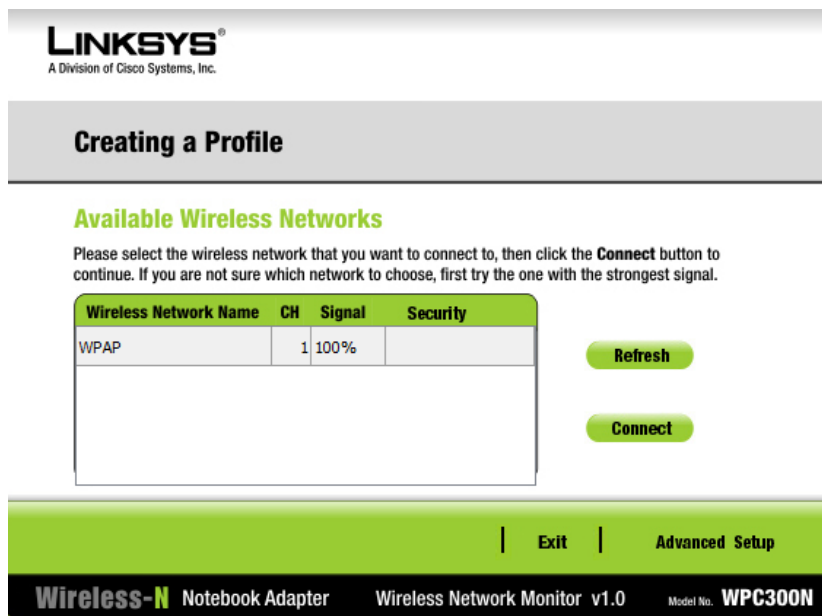 LINKSYS®
A Division of Cisco Systems, Inc.
Creating a Profile
Available Wireless Networks
Please select the wireless network that you want to connect to, then click the Connect button to
continue. If you are not sure which network to choose, first try the one with the strongest signal.
Wireless Network Name CH Signal Security
WPAP 1 100%
Refresh
Connect
Exit Advanced Setup
Wireless-N Notebook Adapter Wireless Network Monitor v1.0 Model No. WPC300N